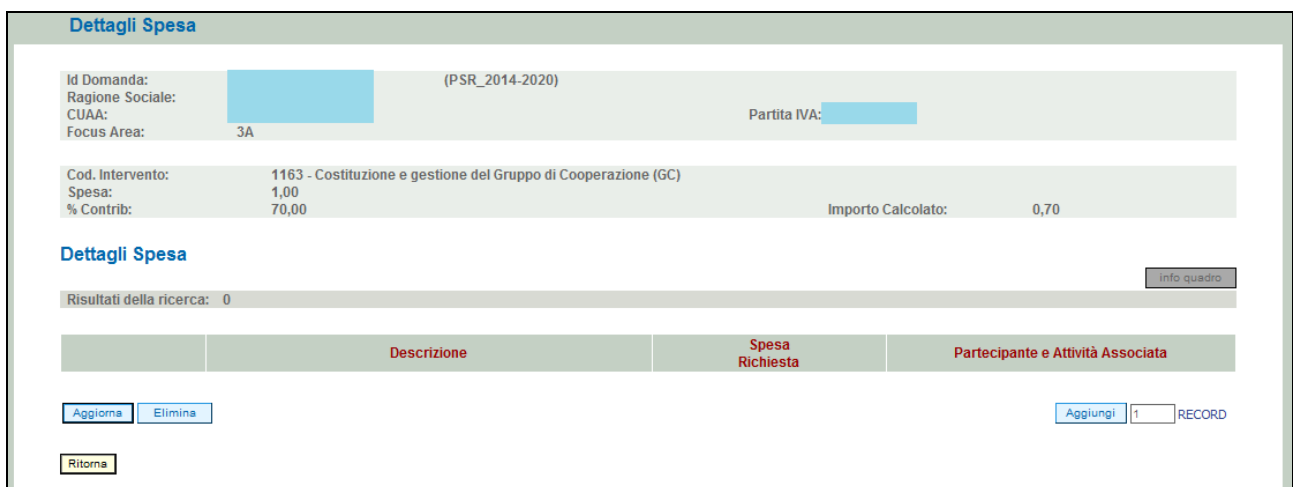 Dettagli Spesa
Id Domanda: (PSR_2014-2020)
Ragione Sociale:
CUAA: Partita IVA:
Focus Area: 3A
Cod. Intervento: 1163 - Costituzione e gestione del Gruppo di Cooperazione (GC)
Spesa: 1,00
% Contrib: 70,00 Importo Calcolato: 0,70
Dettagli Spesa
info quadro
Risultati della ricerca: 0
Descrizione Spesa Richiesta Partecipante e Attività Associata
Aggiorna Elimina Aggiungi 1 RECORD
Ritorna